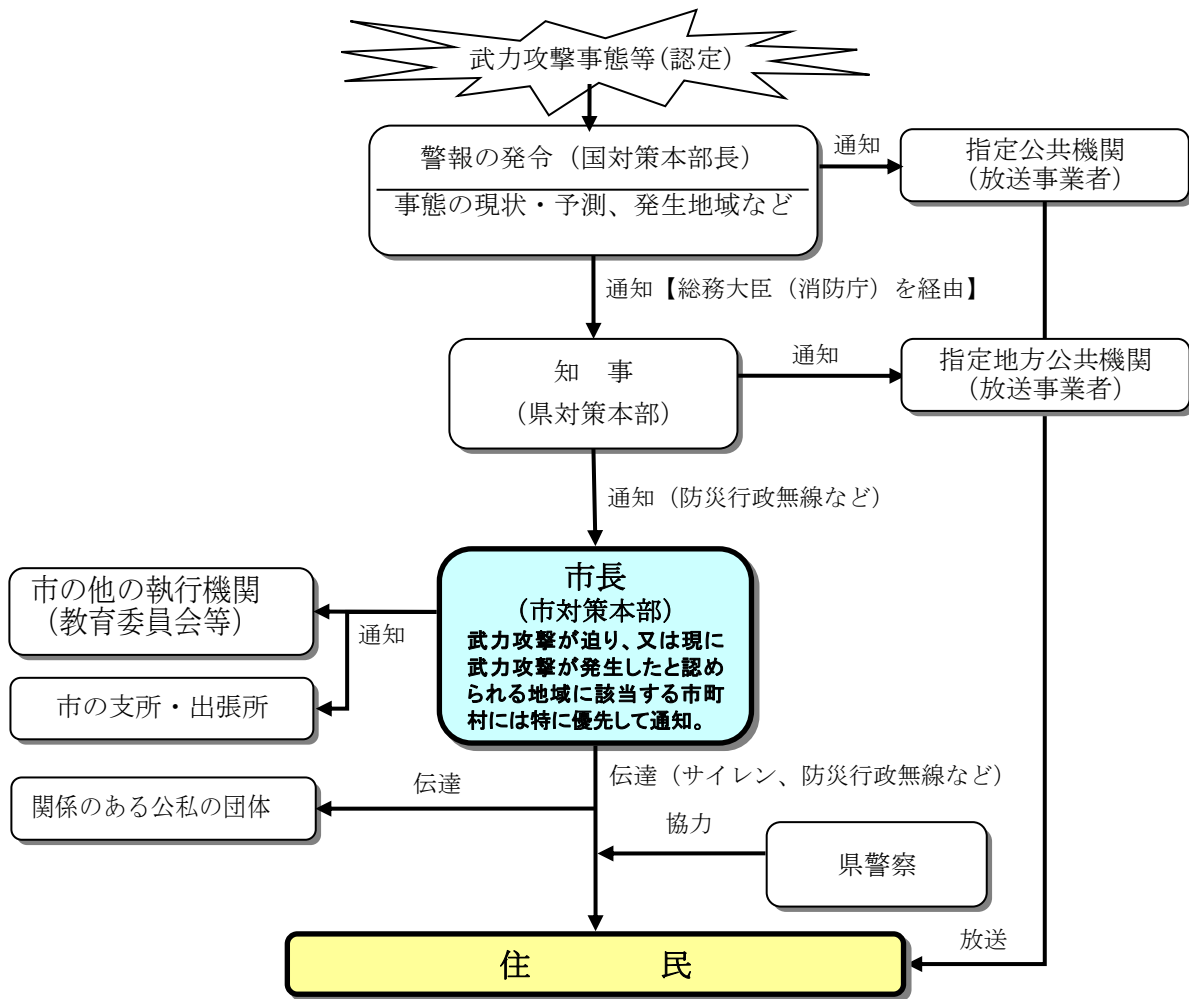 武力攻撃事態等(認定)
警報の発令（国対策本部長）
事態の現状・予測、発生地域など
通知
指定公共機関
（放送事業者）
通知【総務大臣（消防庁）を経由】
知　事
（県対策本部）
通知
指定地方公共機関
（放送事業者）
通知（防災行政無線など）
市長
（市対策本部）
武力攻撃が迫り、又は現に
武力攻撃が発生したと認め
られる地域に該当する市町
村には特に優先して通知。
市の他の執行機関
（教育委員会等）
通知
市の支所・出張所
伝達（サイレン、防災行政無線など）
伝達
関係のある公私の団体
協力
県警察
放送
住　　　　民